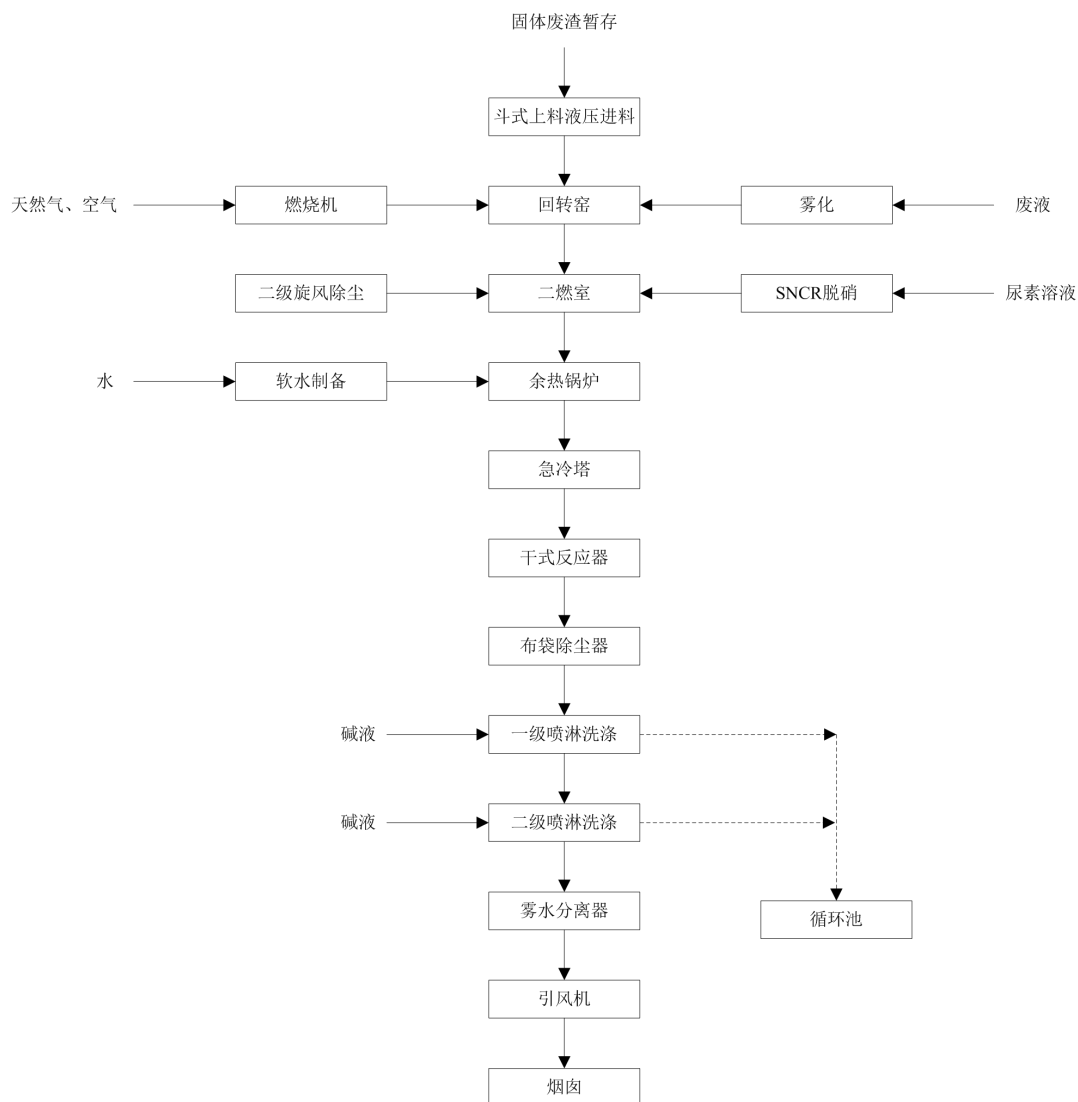 固体废渣暂存
斗式上料液压进料
天然气、空气
燃烧机
回转窑
雾化
废液
二级旋风除尘
二燃室
SNCR脱硝
尿素溶液
水
软水制备
余热锅炉
急冷塔
干式反应器
布袋除尘器
碱液
一级喷淋洗涤
碱液
二级喷淋洗涤
雾水分离器
循环池
引风机
烟囱